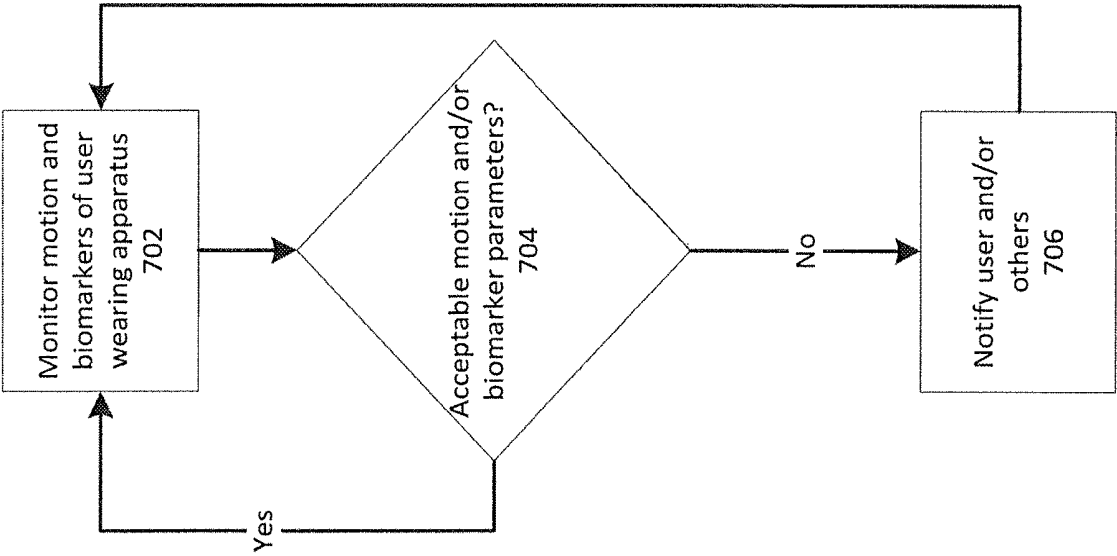 Monitor motion and
biomarkers of user
wearing apparatus
702
Yes
Acceptable motion and/or
biomarker parameters?
704
No
Notify user and/or
others
706